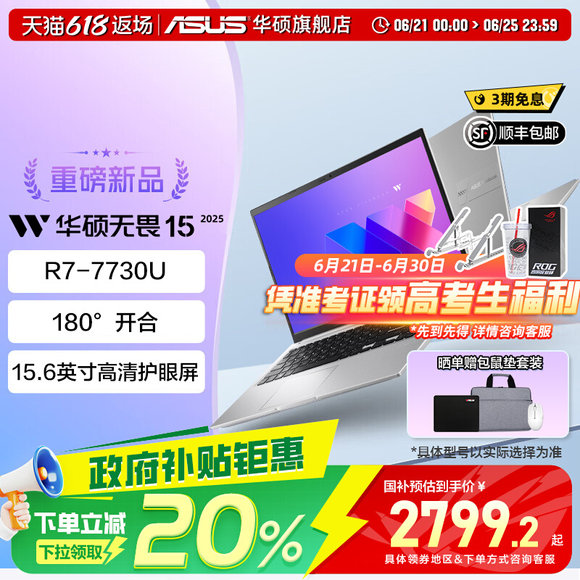 天猫618返场 ASUS 华硕旗舰店 06/21 00:00 > 06/25 23:59
3期免息
SF 顺丰包邮
重磅新品
华硕无畏15 2025
R7-7730U
180° 开合
15.6英寸高清护眼屏
ROG
6月21日-6月30日
凭准考证领高考生福利
*先到先得 详情咨询客服
晒单赠包鼠垫套装
*具体型号以实际选择为准
政府补贴钜惠
下单立减
下拉领取
20%
国补预估到手价 ¥
2799.2起
具体领券地区&下单方式咨询客服